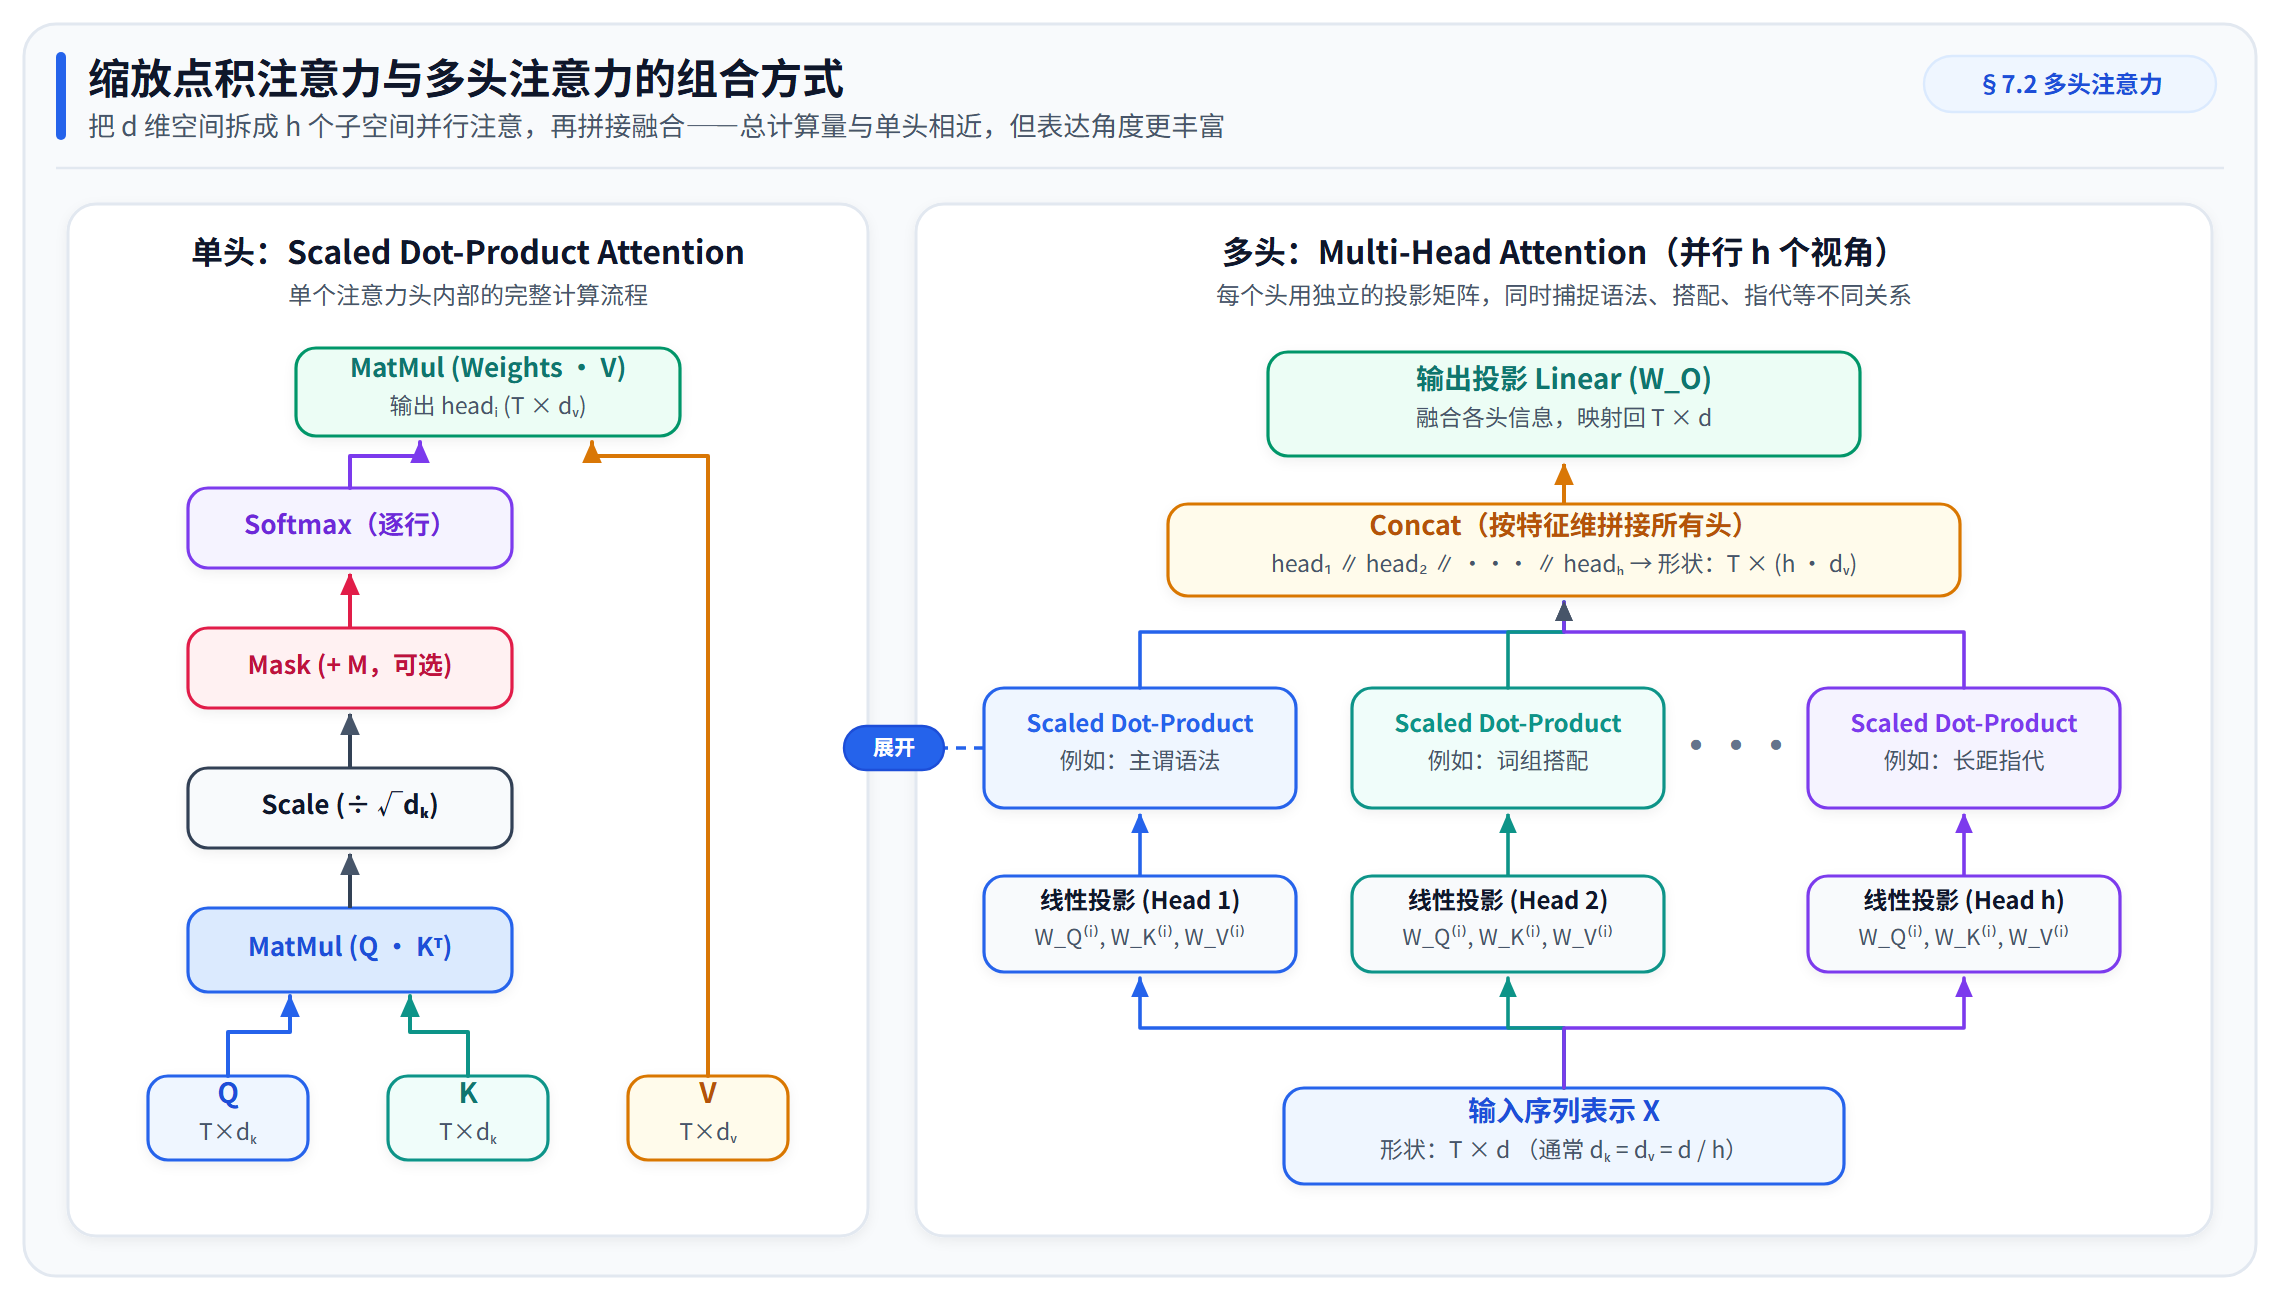 缩放点积注意力与多头注意力的组合方式
把 d 维空间拆成 h 个子空间并行注意，再拼接融合——总计算量与单头相近，但表达角度更丰富
§ 7.2 多头注意力
单头：Scaled Dot-Product Attention
单个注意力头内部的完整计算流程
MatMul (Weights · V)
输出 headᵢ (T × dᵥ)
Softmax（逐行）
Mask (+ M，可选)
Scale (÷ √dₖ)
MatMul (Q · Kᵀ)
Q
T×dₖ
K
T×dₖ
V
T×dᵥ
展开
多头：Multi-Head Attention（并行 h 个视角）
每个头用独立的投影矩阵，同时捕捉语法、搭配、指代等不同关系
输出投影 Linear (W_O)
融合各头信息，映射回 T × d
Concat（按特征维拼接所有头）
head₁ ∥ head₂ ∥ · · · ∥ headₕ → 形状：T × (h · dᵥ)
Scaled Dot-Product
例如：主谓语法
Scaled Dot-Product
例如：词组搭配
• • •
Scaled Dot-Product
例如：长距指代
线性投影 (Head 1)
W_Q⁽ⁱ⁾, W_K⁽ⁱ⁾, W_V⁽ⁱ⁾
线性投影 (Head 2)
W_Q⁽ⁱ⁾, W_K⁽ⁱ⁾, W_V⁽ⁱ⁾
线性投影 (Head h)
W_Q⁽ⁱ⁾, W_K⁽ⁱ⁾, W_V⁽ⁱ⁾
输入序列表示 X
形状：T × d （通常 dₖ = dᵥ = d / h）